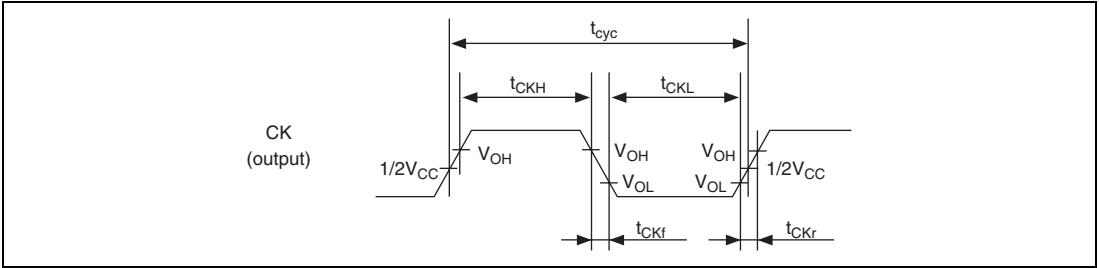 tcyc
tCKH
tCKL
CK
(output)
1/2VCC
VOH
VOH
VOL
VOH
VOL
1/2VCC
tCKf
tCKr